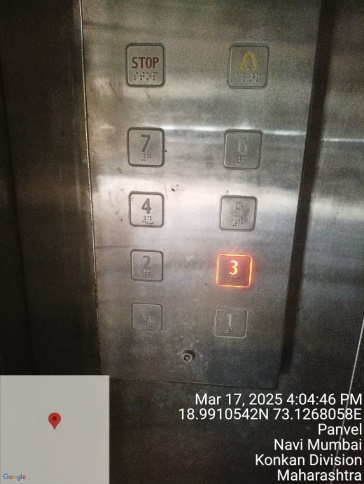 STOP
7 6
4 5
2 3
1
Mar 17, 2025 4:04:46 PM
18.9910542N 73.1268058E
Panvel
Navi Mumbai
Konkan Division
Maharashtra
Google